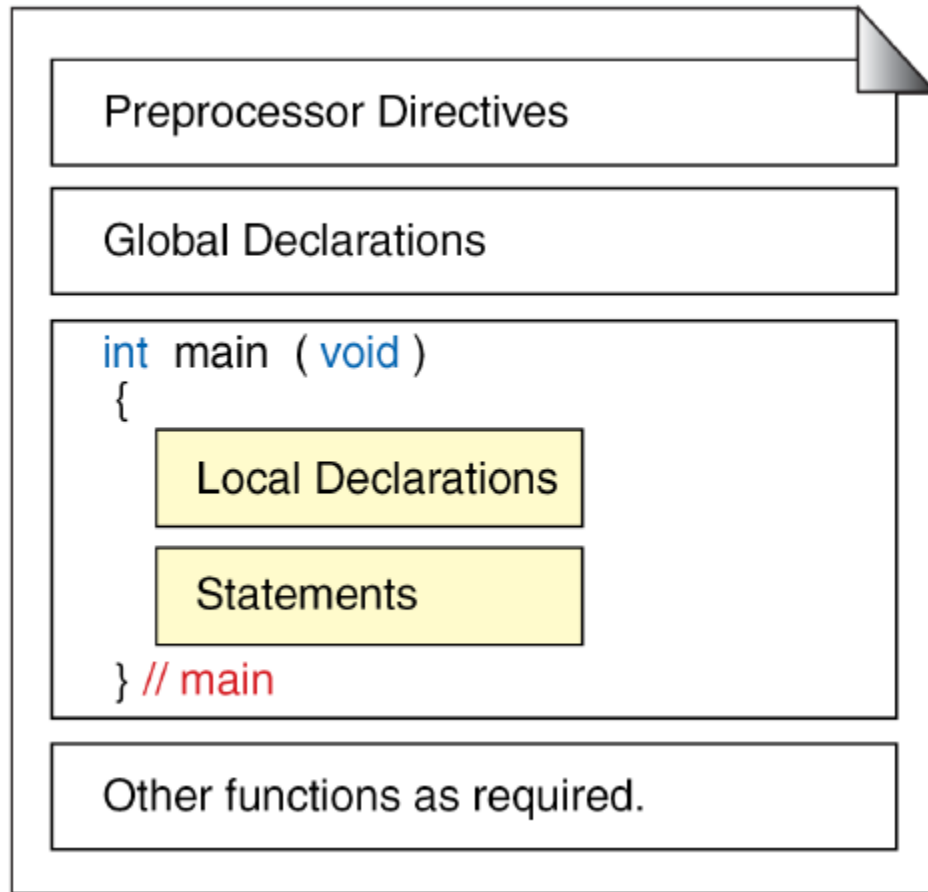 Preprocessor Directives
Global Declarations
int main ( void )
{
Local Declarations
Statements
} // main
Other functions as required.